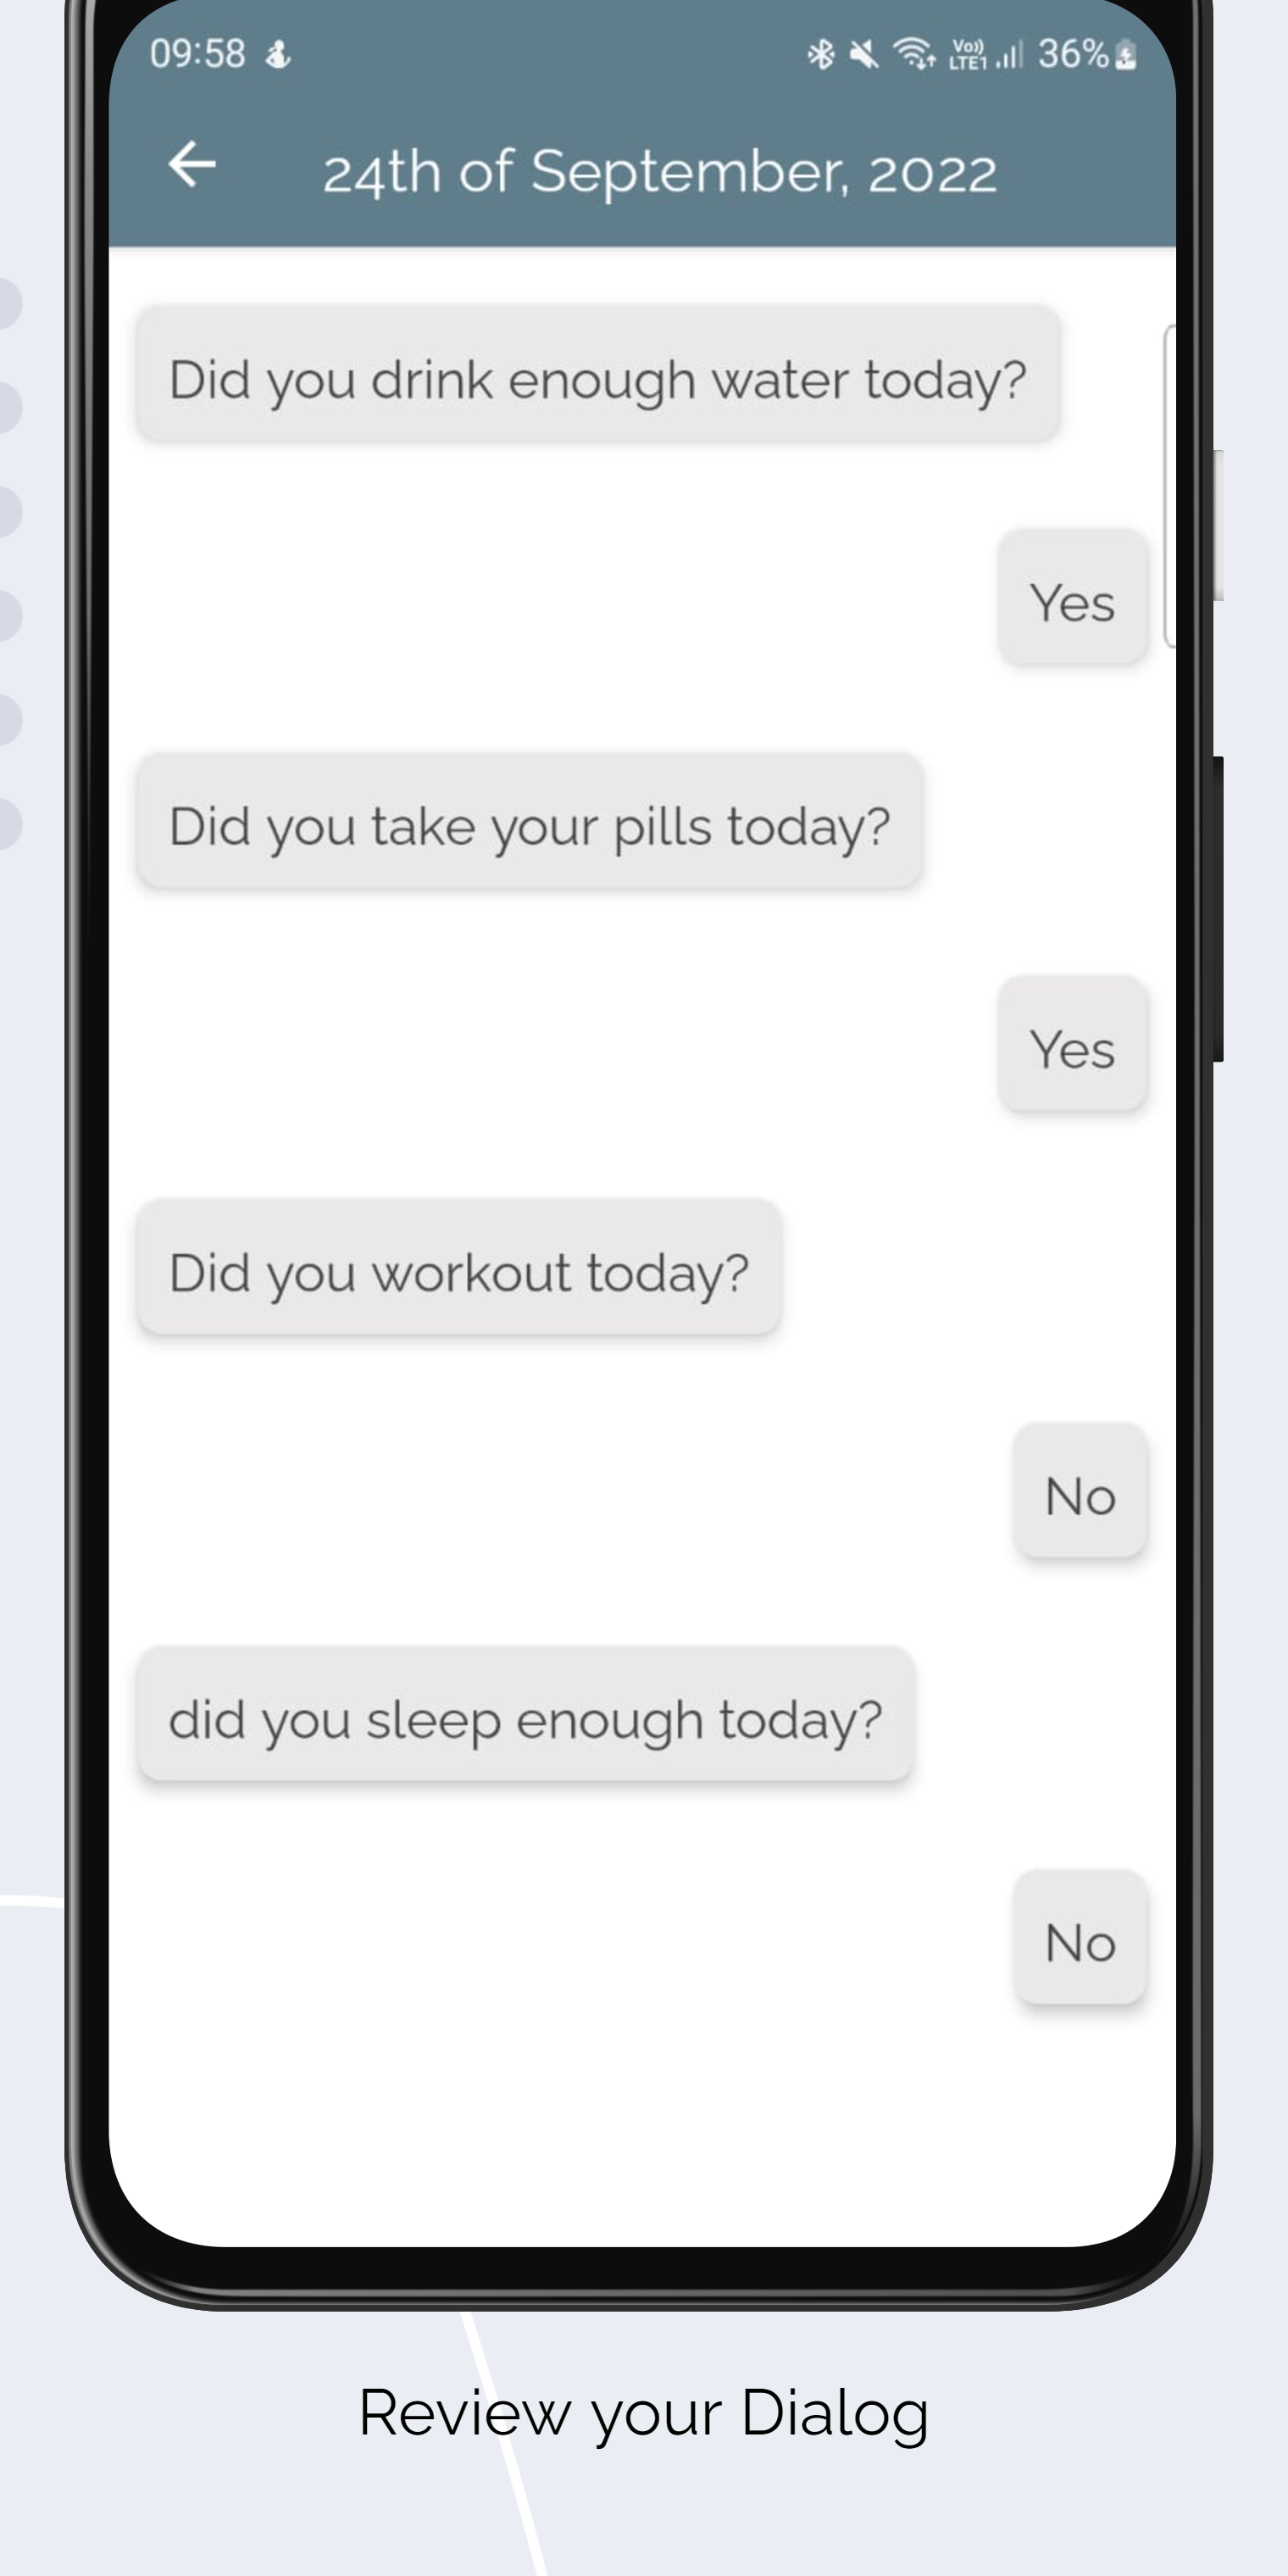 09:58
Vo)) LTE1 36%
24th of September, 2022
Did you drink enough water today?
Yes
Did you take your pills today?
Yes
Did you workout today?
No
did you sleep enough today?
No
Review your Dialog